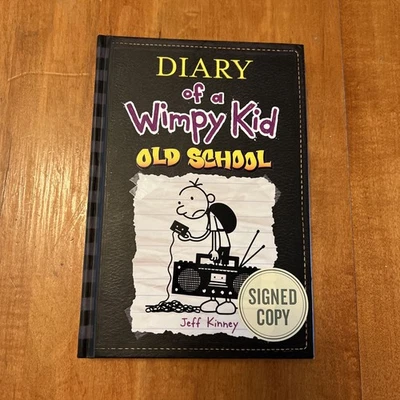 DIARY
of a
Wimpy Kid
OLD SCHOOL
SIGNED
COPY
Jeff Kinney